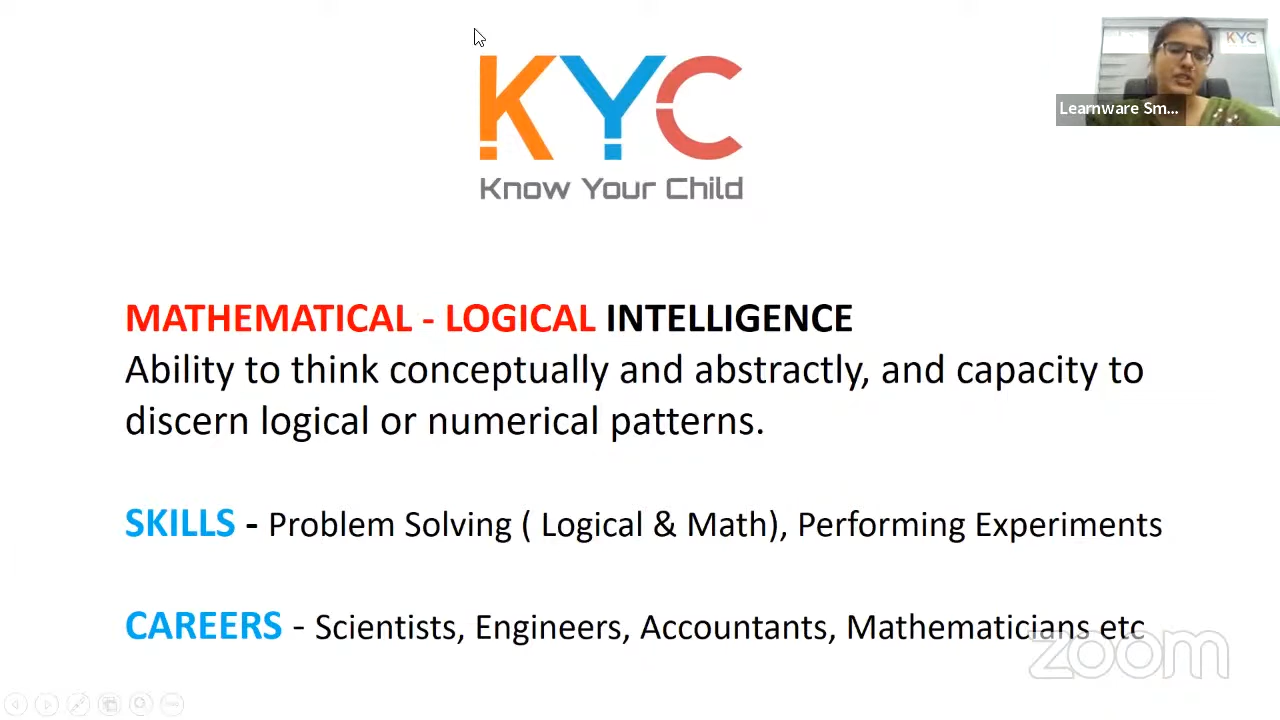 KYC
KYC
Know Your Child
Learnware Sm...
MATHEMATICAL - LOGICAL INTELLIGENCE
Ability to think conceptually and abstractly, and capacity to
discern logical or numerical patterns.
SKILLS - Problem Solving ( Logical & Math), Performing Experiments
CAREERS - Scientists, Engineers, Accountants, Mathematicians etc
zoom